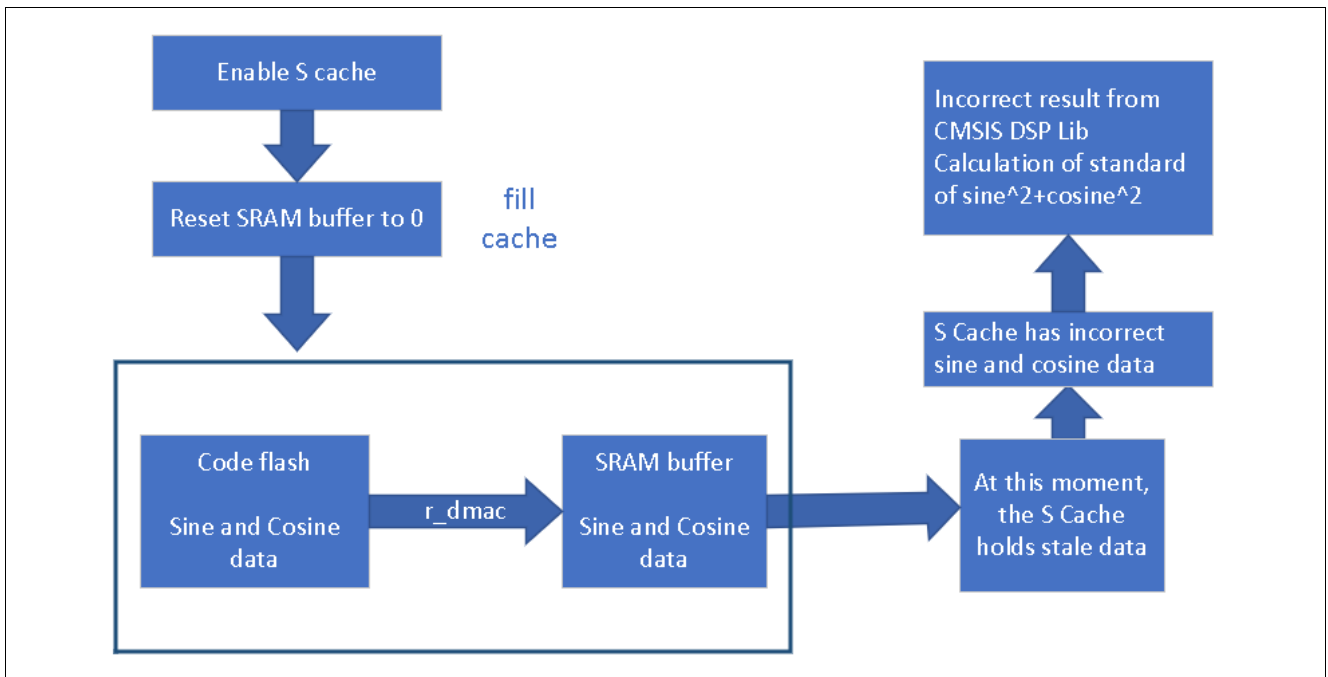 Enable S cache
Reset SRAM buffer to 0
fill
cache
Code flash
Sine and Cosine
data
r_dmac
SRAM buffer
Sine and Cosine
data
At this moment,
the S Cache
holds stale data
S Cache has incorrect
sine and cosine data
Incorrect result from
CMSIS DSP Lib
Calculation of standard
of sine^2+cosine^2